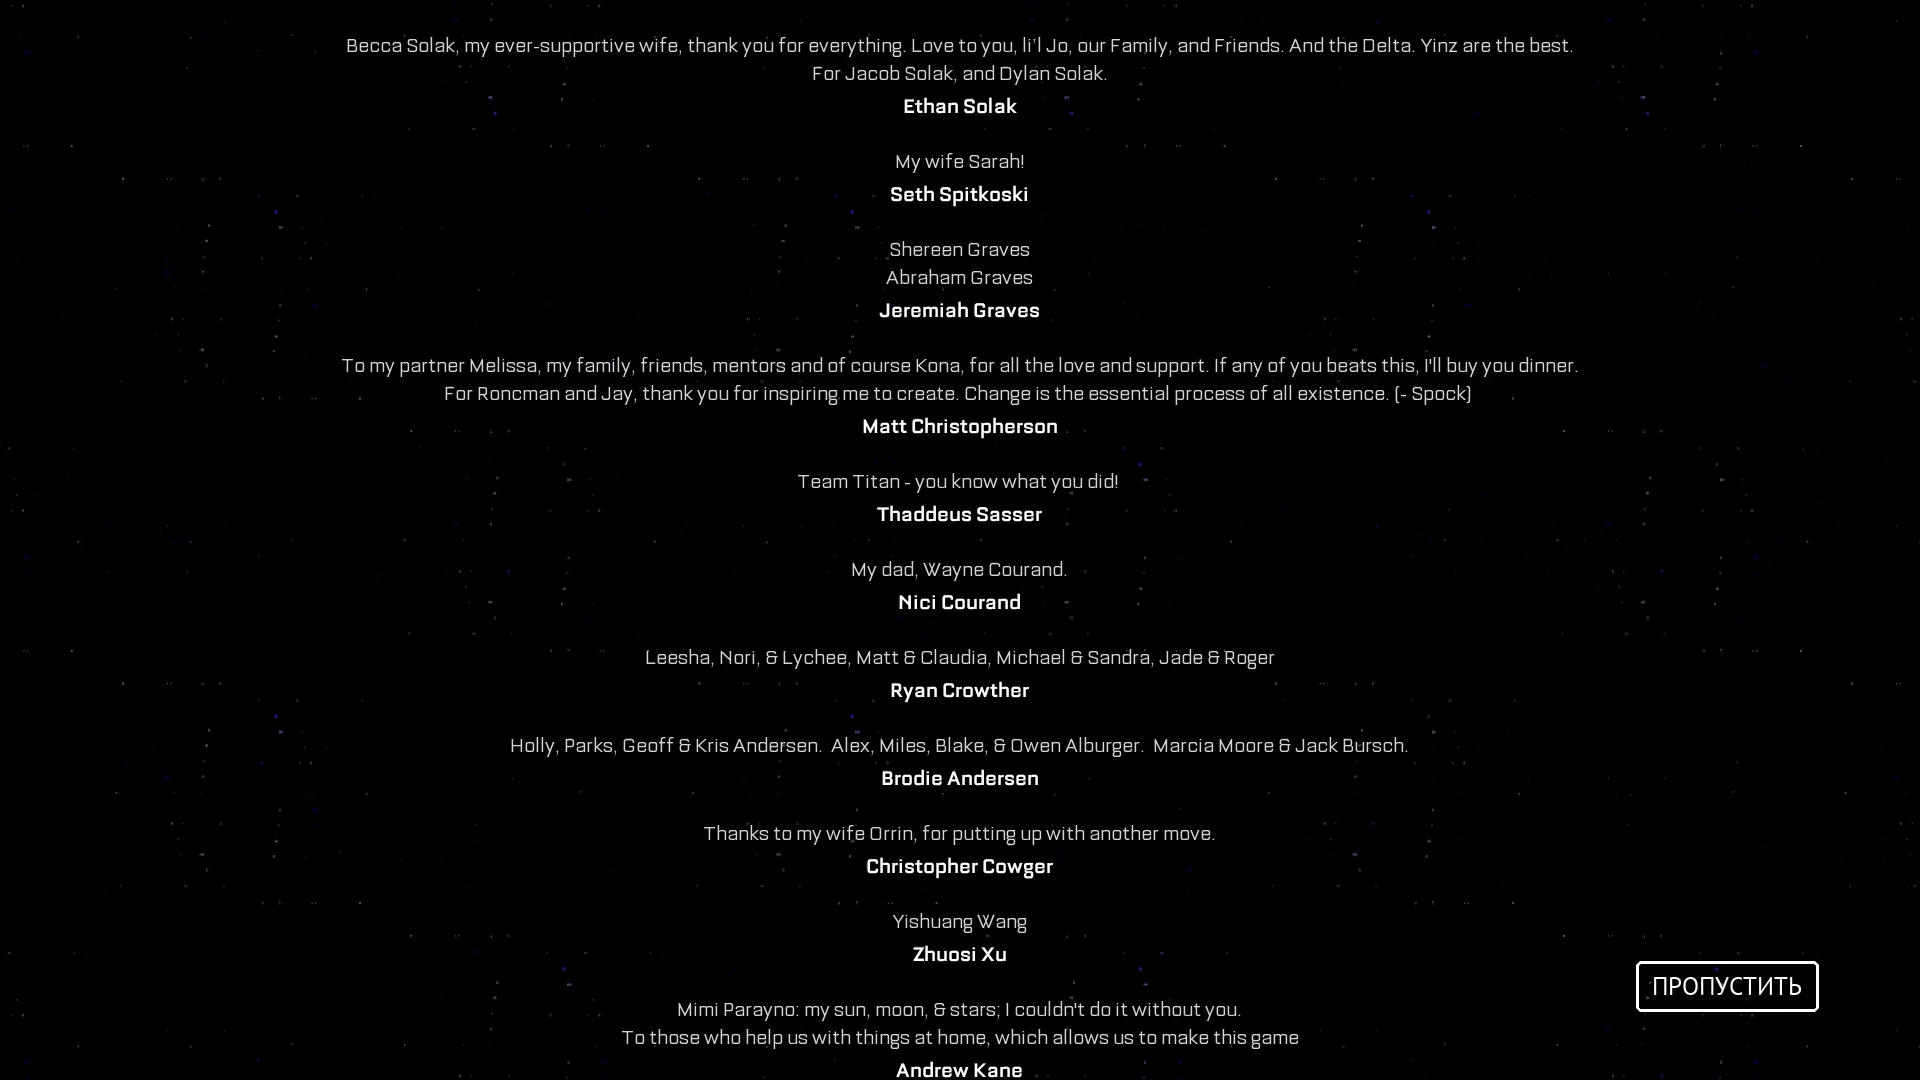 Becca Solak, my ever-supportive wife, thank you for everything. Love to you, li'l Jo, our Family, and Friends. And the Delta. Yinz are the best.
For Jacob Solak, and Dylan Solak.
Ethan Solak
My wife Sarah!
Seth Spitkoski
Shereen Graves
Abraham Graves
Jeremiah Graves
To my partner Melissa, my family, friends, mentors and of course Kona, for all the love and support. If any of you beats this, I'll buy you dinner.
For Roncman and Jay, thank you for inspiring me to create. Change is the essential process of all existence. (- Spock)
Matt Christopherson
Team Titan - you know what you did!
Thaddeus Sasser
My dad, Wayne Courand.
Nici Courand
Leesha, Nori, & Lychee, Matt & Claudia, Michael & Sandra, Jade & Roger
Ryan Crowther
Holly, Parks, Geoff & Kris Andersen.  Alex, Miles, Blake, & Owen Alburger.  Marcia Moore & Jack Bursch.
Brodie Andersen
Thanks to my wife Orrin, for putting up with another move.
Christopher Cowger
Yishuang Wang
Zhuosi Xu
ПРОПУСТИТЬ
Mimi Parayno: my sun, moon, & stars; I couldn't do it without you.
To those who help us with things at home, which allows us to make this game
Andrew Kane